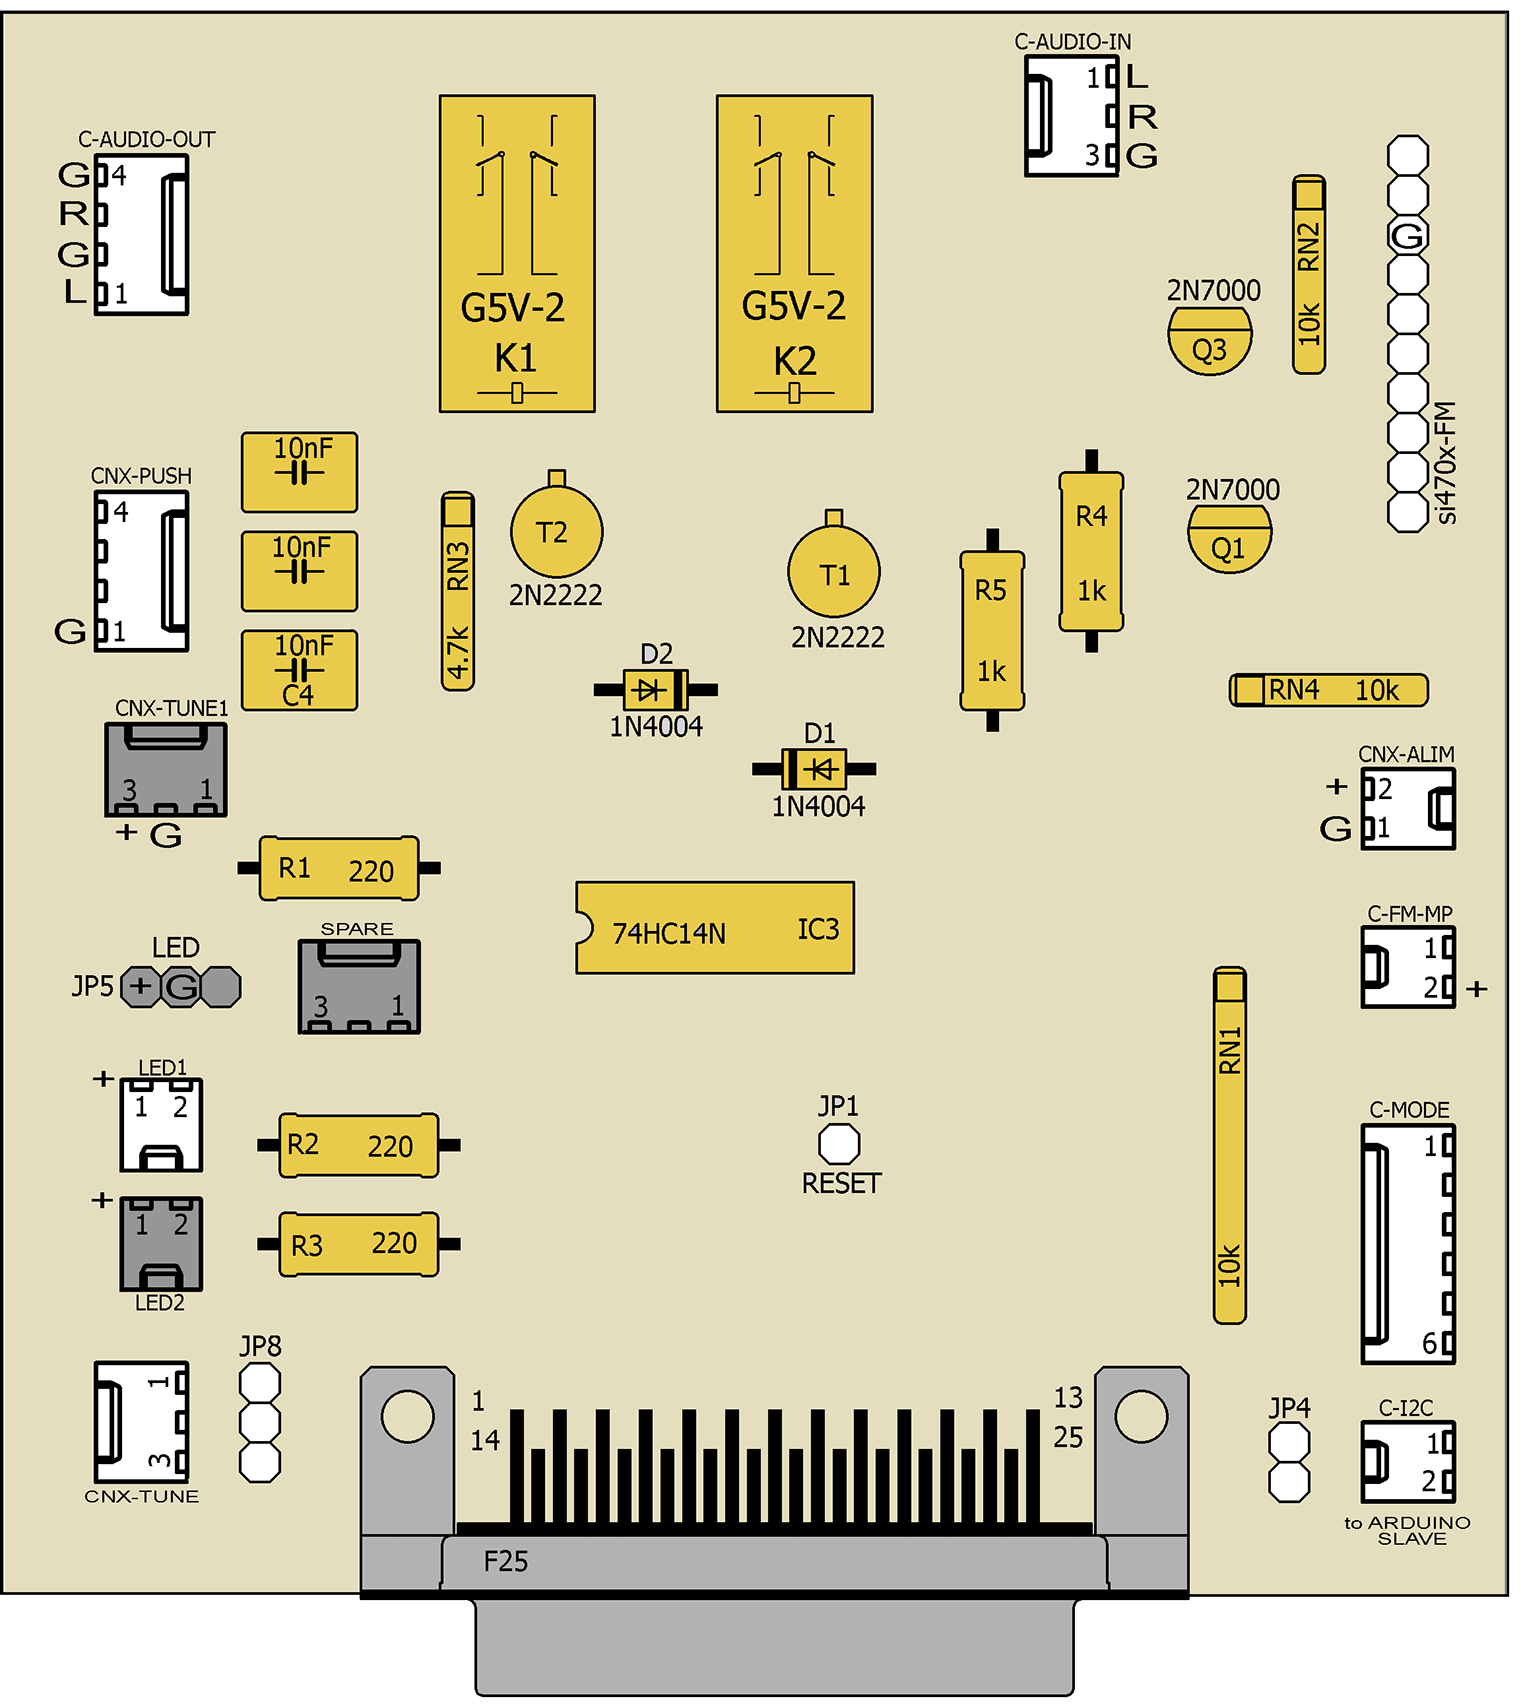 C-AUDIO-IN
1 L
R
3 G
C-AUDIO-OUT
G 4
R
G
L 1
G5V-2
K1
G5V-2
K2
RN2
10k
G
si470x-FM
2N7000
Q3
CNX-PUSH
4
G 1
10nF
10nF
10nF
C4
RN3
4.7k
T2
2N2222
T1
2N2222
R4
1k
R5
1k
2N7000
Q1
D2
1N4004
D1
1N4004
RN4 10k
CNX-TUNE1
3 1
+ G
CNX-ALIM
+ 2
G 1
R1 220
74HC14N IC3
SPARE
3 1
LED
JP5 + G
C-FM-MP
1
2 +
RN1
10k
LED1
+
1 2
R2 220
JP1
RESET
C-MODE
1
6
+
1 2
LED2
R3 220
JP8
1
3
CNX-TUNE
1 13
14 25
F25
JP4
C-I2C
1
2
to ARDUINO
SLAVE